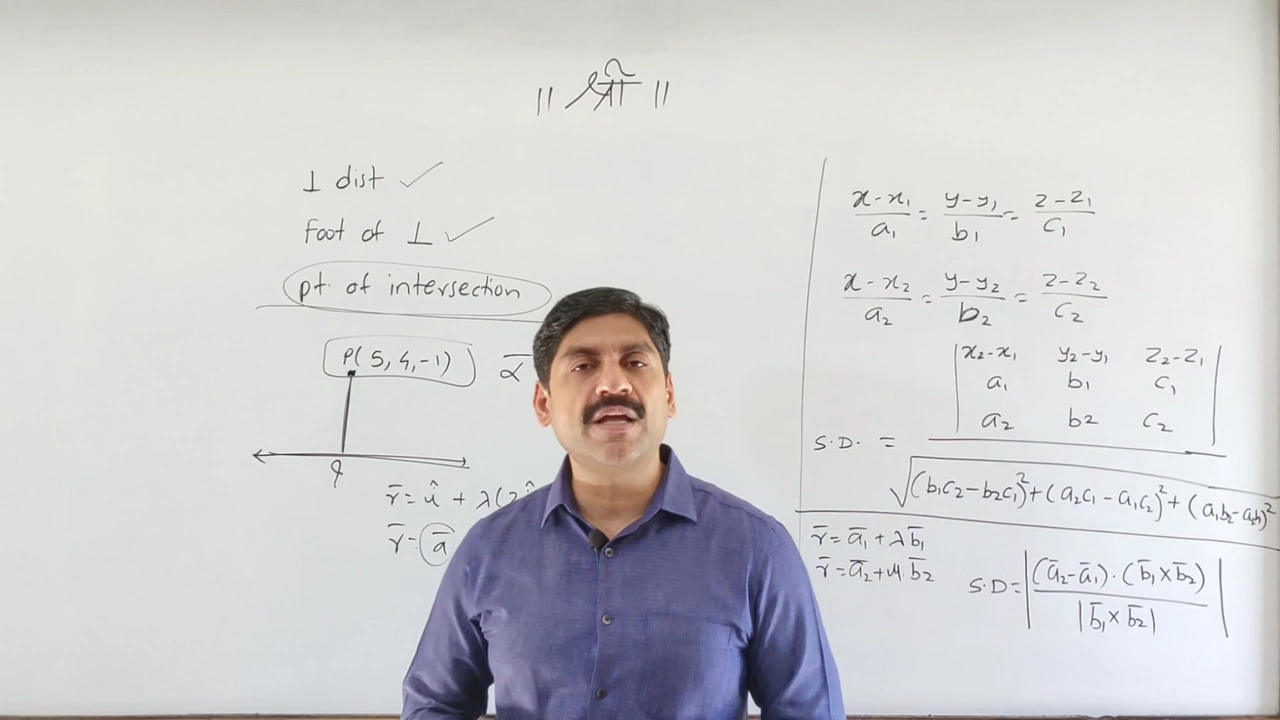 ॥ श्री ॥
⊥ dist ✓
Foot of ⊥ ✓
pt. of intersection
P(5, 4, -1) ᾱ
r̄ = î + λ(2î
r̄ = ā
x-x₁/a₁ = y-y₁/b₁ = z-z₁/c₁
x-x₂/a₂ = y-y₂/b₂ = z-z₂/c₂
| x₂-x₁ y₂-y₁ z₂-z₁ |
| a₁ b₁ c₁ |
| a₂ b₂ c₂ |
S.D. =
√(b₁c₂-b₂c₁)²+(a₂c₁-a₁c₂)²+(a₁b₂-a₂b₁)²
r̄ = ā₁+λb̄₁
r̄ = ā₂+μ.b̄₂
S.D = |(ā₂-ā₁)·(b̄₁×b̄₂)/|b̄₁×b̄₂||